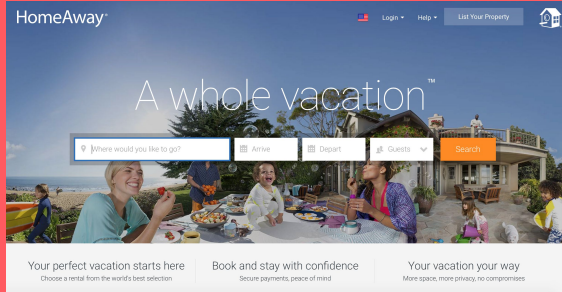 HomeAway®
Login
Help
List Your Property
A whole vacation™
Where would you like to go?
Arrive
Depart
Guests
Search
Your perfect vacation starts here
Choose a rental from the world's best selection
Book and stay with confidence
Secure payments, peace of mind
Your vacation your way
More space, more privacy, no compromises